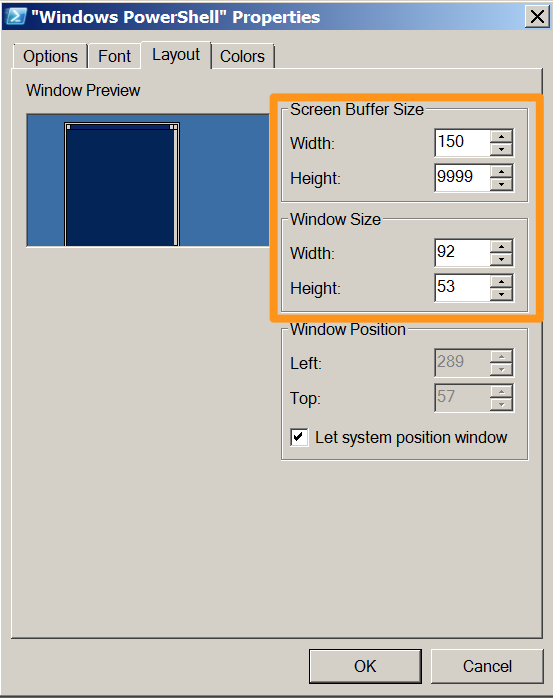 "Windows PowerShell" Properties
Options Font Layout Colors
Window Preview
Screen Buffer Size
Width: 150
Height: 9999
Window Size
Width: 92
Height: 53
Window Position
Left: 289
Top: 57
Let system position window
OK Cancel